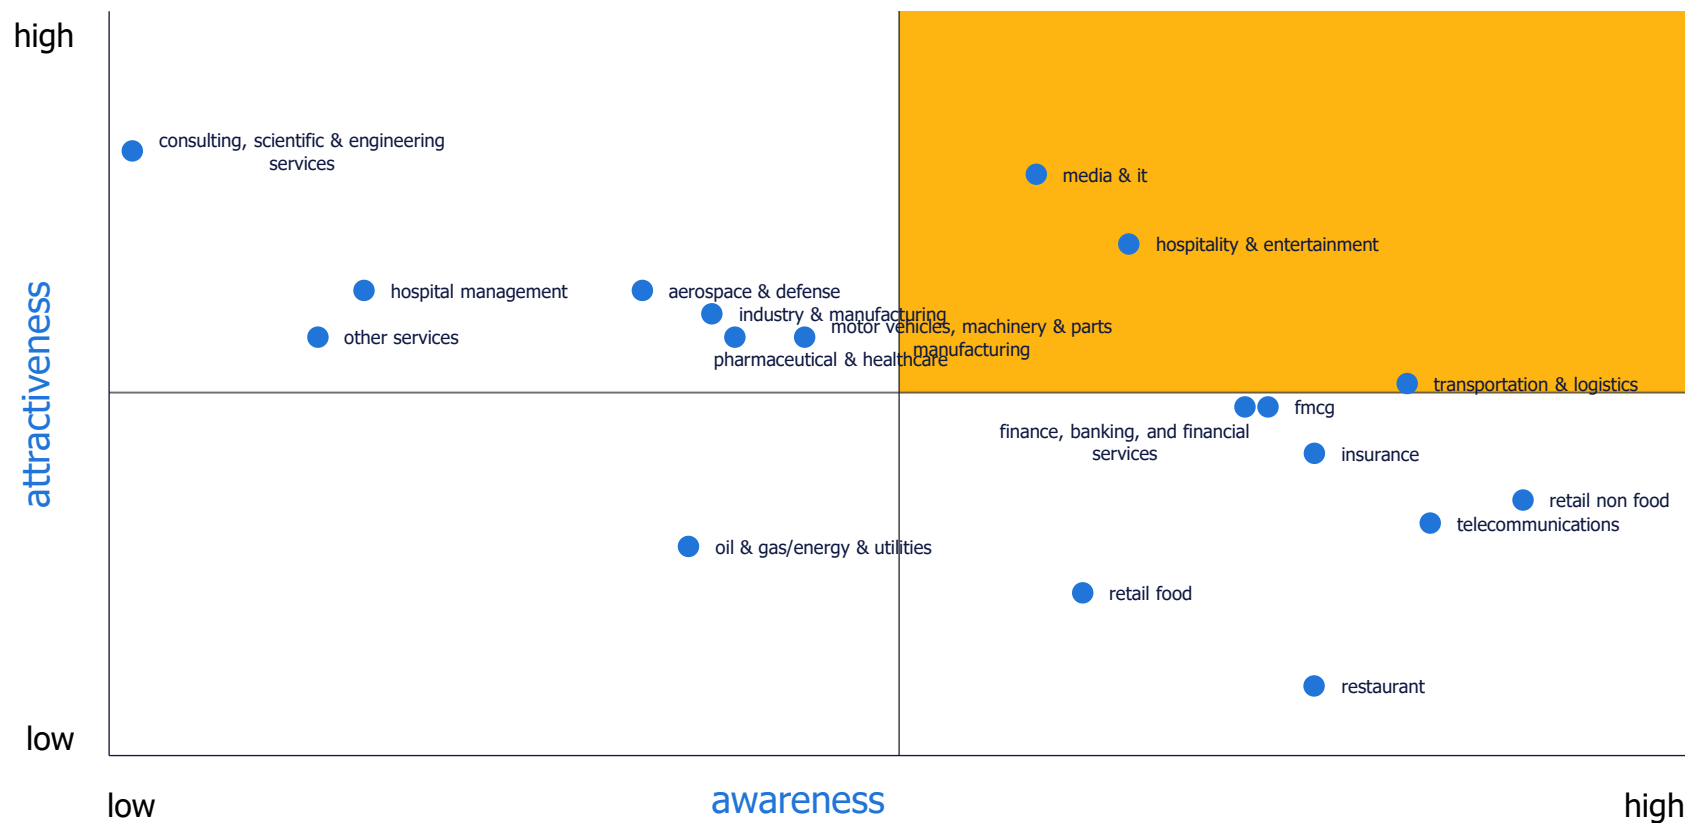 high
consulting, scientific & engineering
services
media & it
hospitality & entertainment
hospital management
aerospace & defense
industry & manufacturing
other services
motor vehicles, machinery & parts
manufacturing
pharmaceutical & healthcare
transportation & logistics
fmcg
finance, banking, and financial
services
insurance
retail non food
telecommunications
oil & gas/energy & utilities
retail food
restaurant
attractiveness
low
low
awareness
high